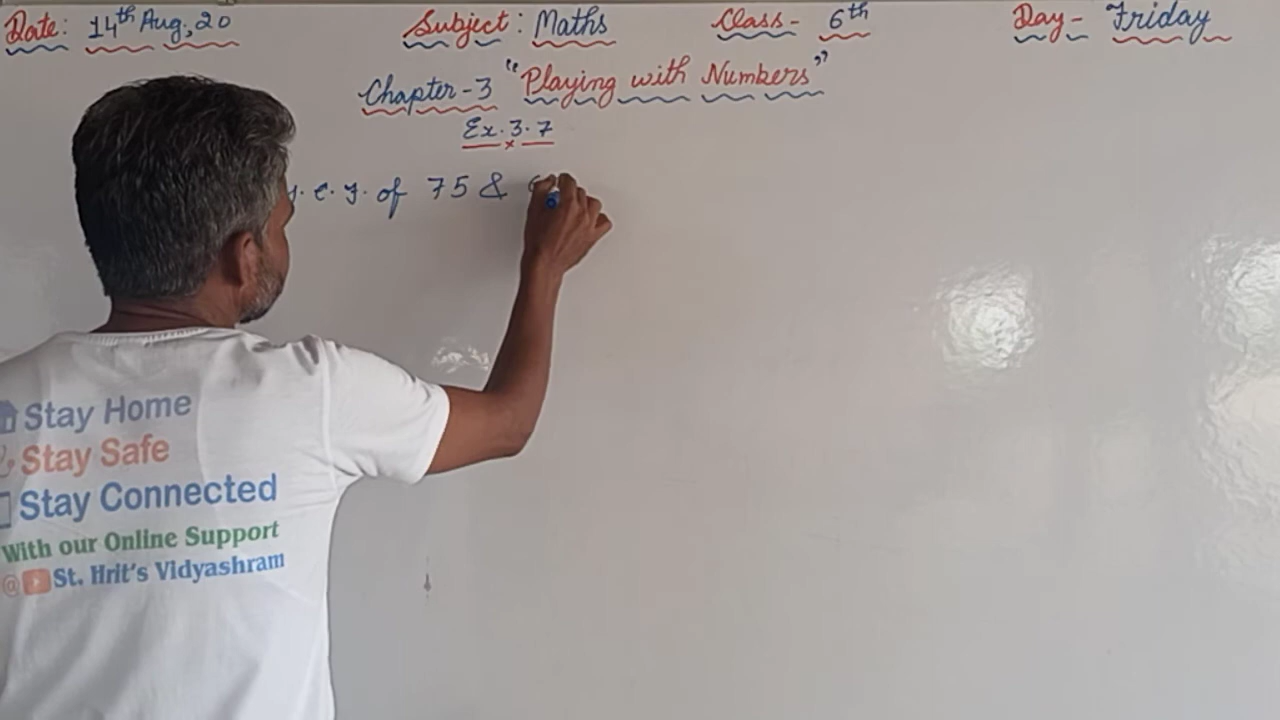 Date: 14th Aug, 20 Subject: Maths Class- 6th Day- Friday
Chapter-3 "Playing with Numbers"
Ex. 3.7
.c.f. of 75 & 6
Stay Home
Stay Safe
Stay Connected
With our Online Support
@ St. Hrit's Vidyashram